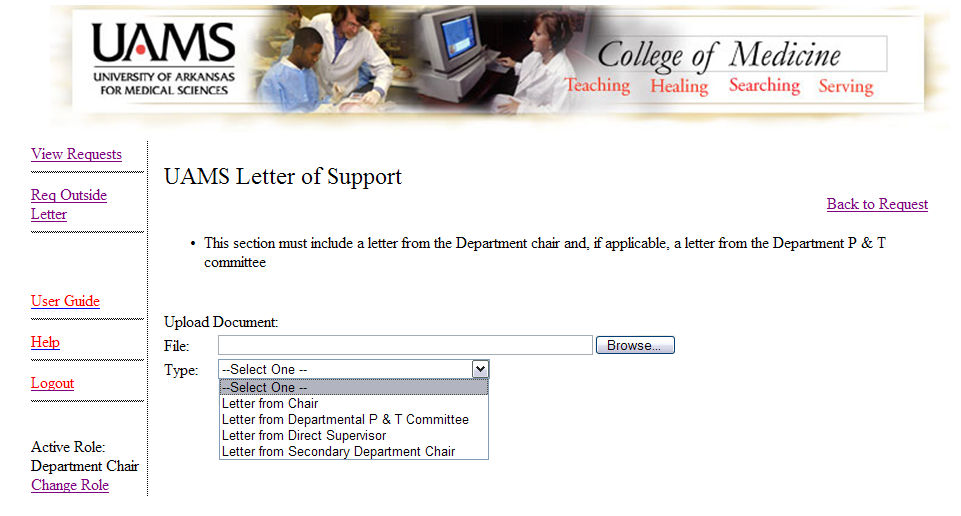 UAMS
UNIVERSITY OF ARKANSAS
FOR MEDICAL SCIENCES
College of Medicine
Teaching Healing Searching Serving
View Requests
Req Outside
Letter
User Guide
Help
Logout
Active Role:
Department Chair
Change Role
UAMS Letter of Support
Back to Request
• This section must include a letter from the Department chair and, if applicable, a letter from the Department P & T
committee
Upload Document:
File: Browse...
Type: --Select One --
--Select One --
Letter from Chair
Letter from Departmental P & T Committee
Letter from Direct Supervisor
Letter from Secondary Department Chair